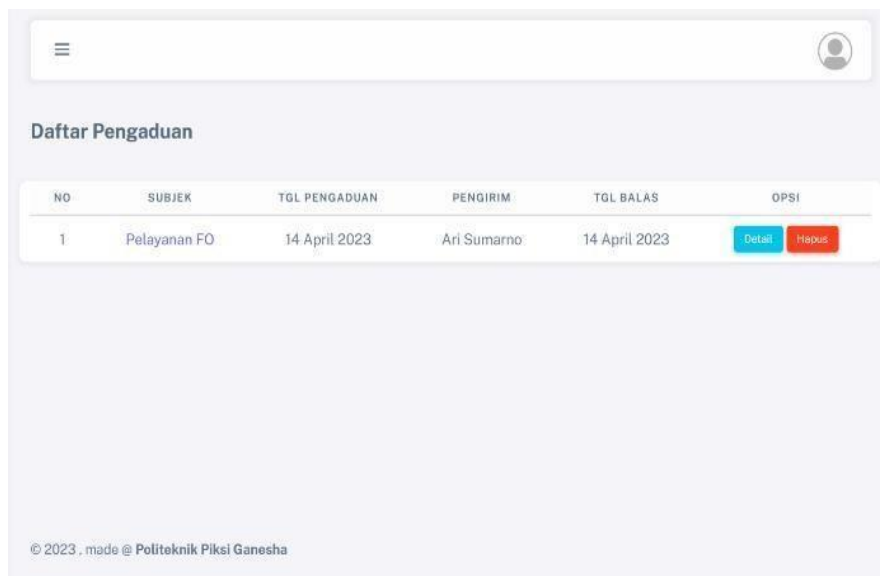 Daftar Pengaduan
NO SUBJEK TGL PENGADUAN PENGIRIM TGL BALAS OPSI
1 Pelayanan FO 14 April 2023 Ari Sumarno 14 April 2023 Detail Hapus
© 2023 . made @ Politeknik Piksi Ganesha